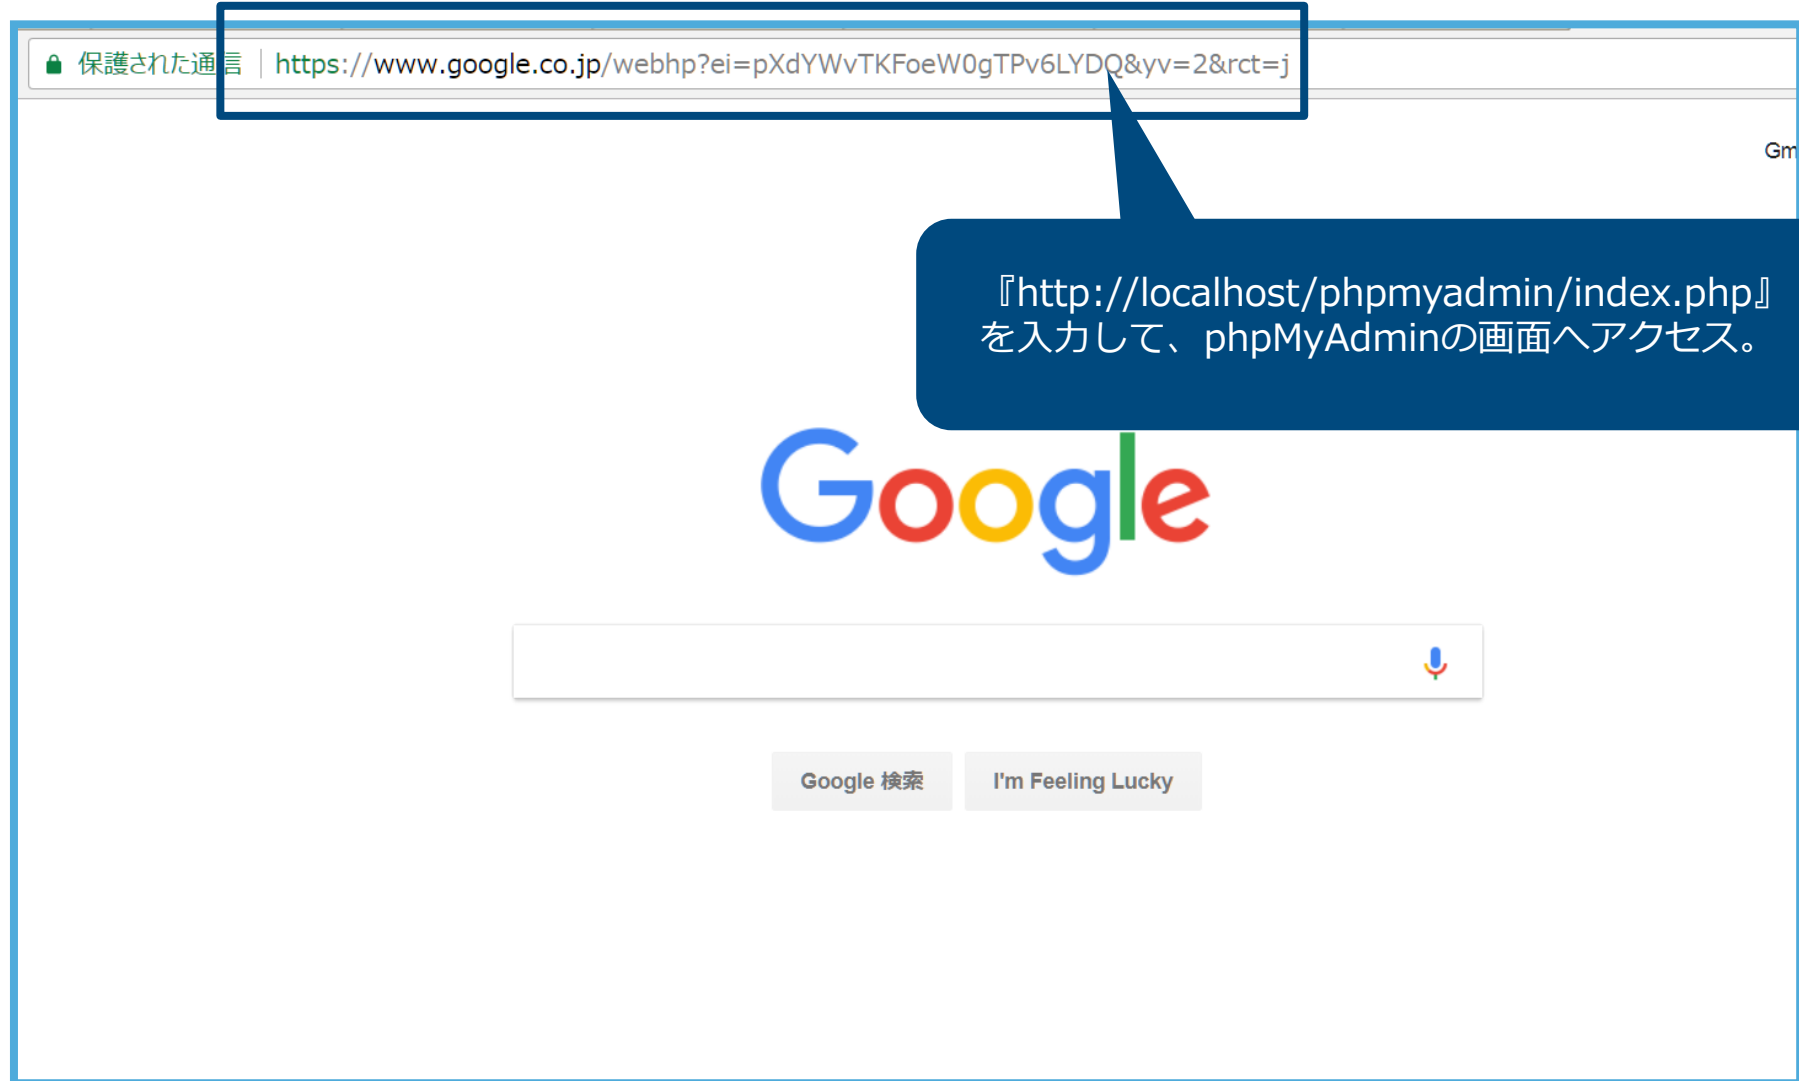 保護された通信 https://www.google.co.jp/webhp?ei=pXdYWvTKFoeW0gTPv6LYDQ&yv=2&rct=j
Gm
『http://localhost/phpmyadmin/index.php』
を入力して、phpMyAdminの画面へアクセス。
Google
Google 検索 I'm Feeling Lucky